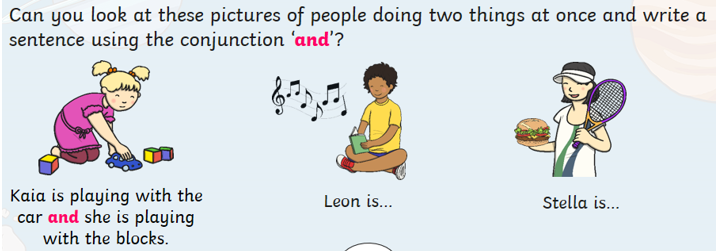 Can you look at these pictures of people doing two things at once and write a
sentence using the conjunction ‘and’?
Kaia is playing with the
car and she is playing
with the blocks.
Leon is...
Stella is...